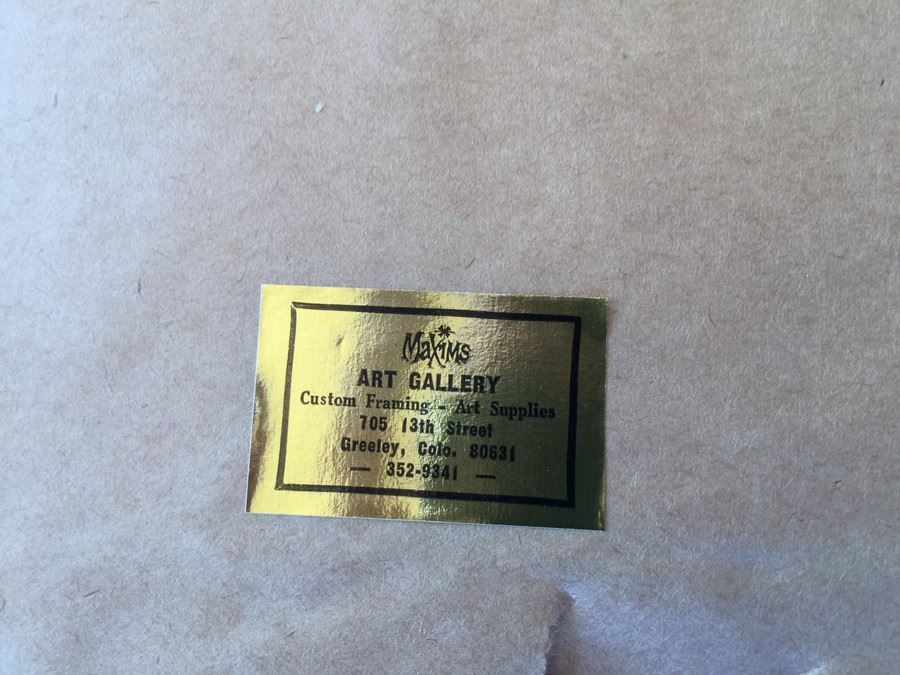 MaXiMS
ART GALLERY
Custom Framing - Art Supplies
705 13th Street
Greeley, Colo. 80631
— 352-9341 —